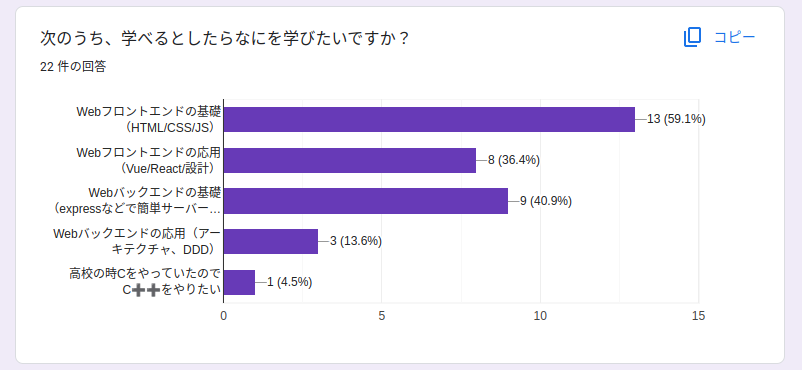 次のうち、学べるとしたらなにを学びたいですか？
コピー
22 件の回答
Webフロントエンドの基礎
（HTML/CSS/JS）
13 (59.1%)
Webフロントエンドの応用
（Vue/React/設計）
8 (36.4%)
Webバックエンドの基礎
（expressなどで簡単サーバー…
9 (40.9%)
Webバックエンドの応用（アー
キテクチャ、DDD）
3 (13.6%)
高校の時Cをやっていたので
C➕➕をやりたい
1 (4.5%)
0 5 10 15